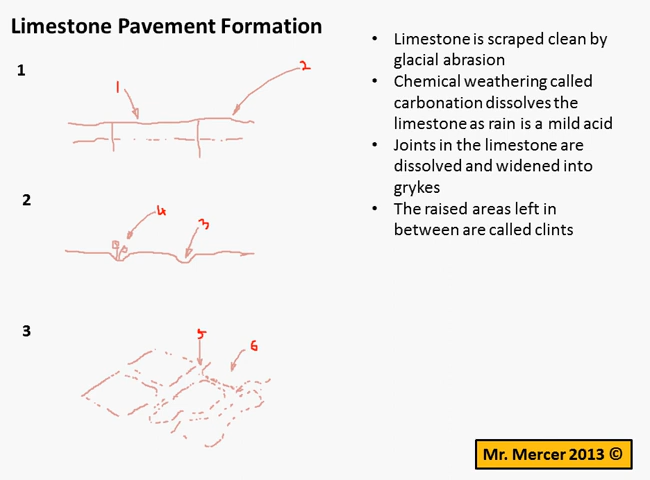 Limestone Pavement Formation
1
1
2
2
4
3
3
5
6
• Limestone is scraped clean by
glacial abrasion
• Chemical weathering called
carbonation dissolves the
limestone as rain is a mild acid
• Joints in the limestone are
dissolved and widened into
grykes
• The raised areas left in
between are called clints
Mr. Mercer 2013 ©